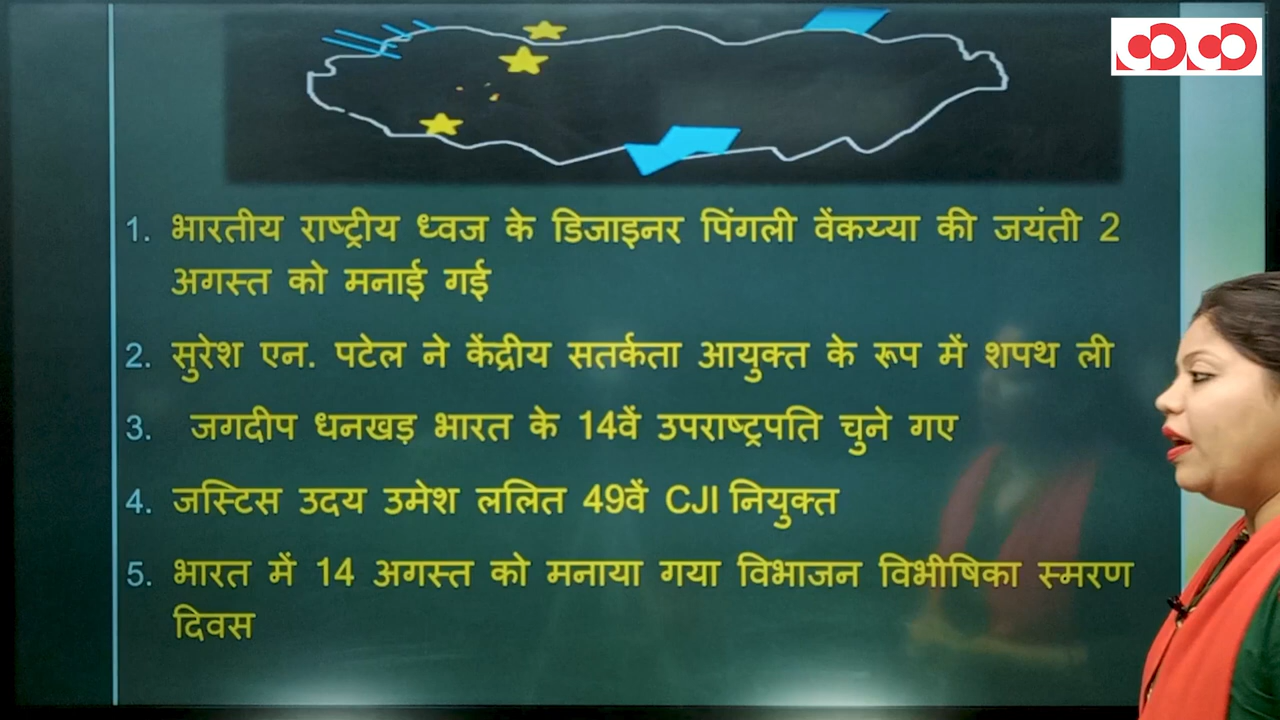 1. भारतीय राष्ट्रीय ध्वज के डिजाइनर पिंगली वेंकय्या की जयंती 2
अगस्त को मनाई गई
2. सुरेश एन. पटेल ने केंद्रीय सतर्कता आयुक्त के रूप में शपथ ली
3. जगदीप धनखड़ भारत के 14वें उपराष्ट्रपति चुने गए
4. जस्टिस उदय उमेश ललित 49वें CJI नियुक्त
5. भारत में 14 अगस्त को मनाया गया विभाजन विभीषिका स्मरण
दिवस